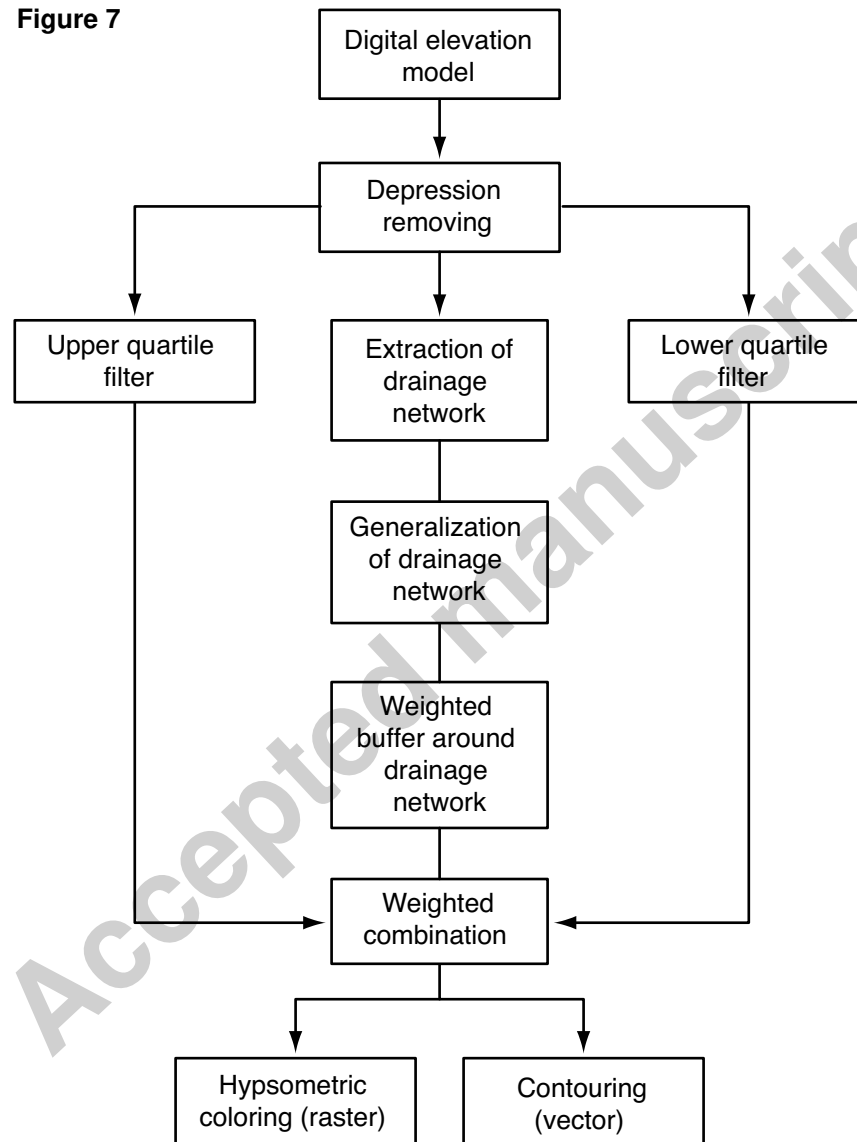 Figure 7
Digital elevation
model
Depression
removing
Upper quartile
filter
Extraction of
drainage
network
Lower quartile
filter
Generalization
of drainage
network
Weighted
buffer around
drainage
network
Weighted
combination
Hypsometric
coloring (raster)
Contouring
(vector)
Accepted manuscrip